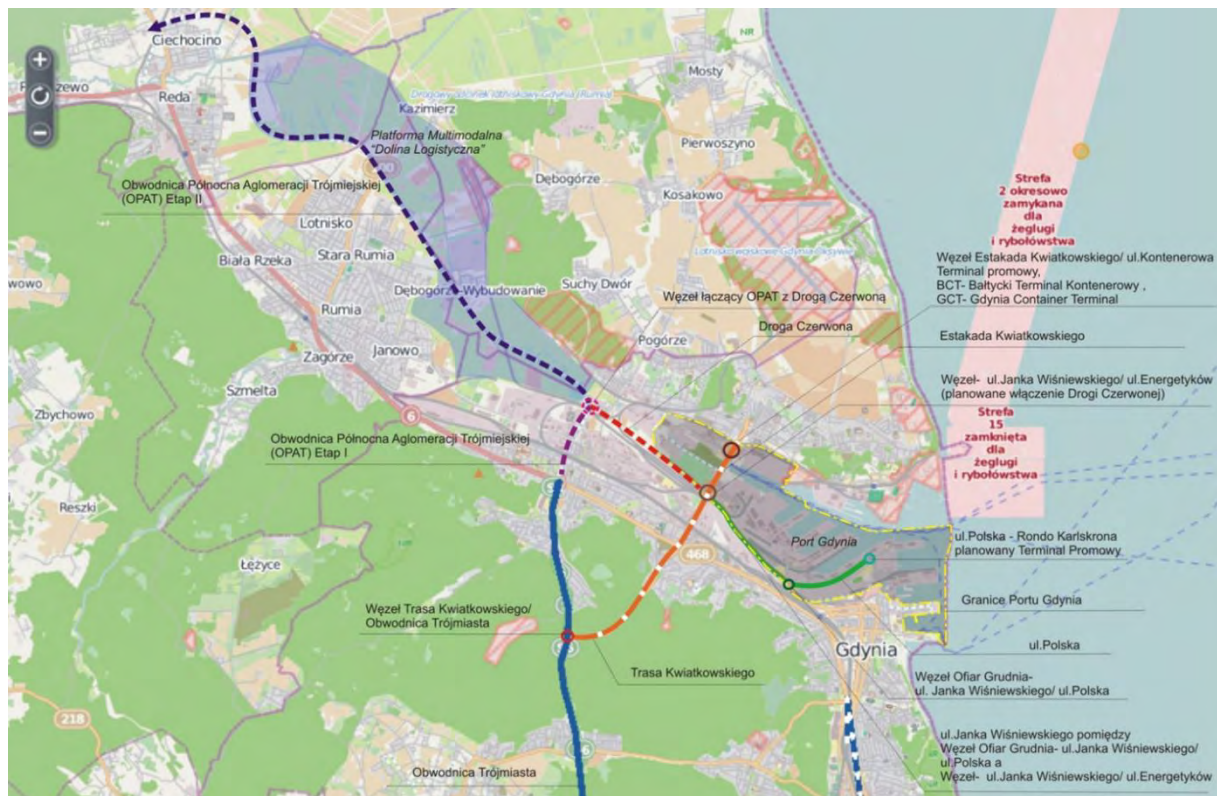 Ciechocino
NR
+
−
Mosty
Reda
Kazimierz
Platforma Multimodalna
"Dolina Logistyczna"
Pierwoszyno
Strefa
2 okresowo
zamykana
dla
żeglugi
i rybołówstwa
Dębogórze
Kosakowo
Obwodnica Północna Aglomeracji Trójmiejskiej
(OPAT) Etap II
Lotnisko
Stara Rumia
Biała Rzeka
Węzeł Estakada Kwiatkowskiego/ ul.Kontenerowa
Terminal promowy,
BCT- Bałtycki Terminal Kontenerowy ,
GCT- Gdynia Container Terminal
Suchy Dwór
Dębogórze-Wybudowanie
Węzeł łączący OPAT z Drogą Czerwoną
Rumia
Droga Czerwona
Estakada Kwiatkowskiego
Pogórze
Janowo
Zagórze
Szmelta
Węzeł- ul.Janka Wiśniewskiego/ ul.Energetyków
(planowane włączenie Drogi Czerwonej)
Zbychowo
6
Strefa
15
zamknięta
dla
żeglugi
i rybołówstwa
Obwodnica Północna Aglomeracji Trójmiejskiej
(OPAT) Etap I
Reszki
ul.Polska - Rondo Karlskrona
planowany Terminal Promowy
Port Gdynia
468
Łężyce
Granice Portu Gdynia
Węzeł Trasa Kwiatkowskiego/
Obwodnica Trójmiasta
ul.Polska
Gdynia
Trasa Kwiatkowskiego
Węzeł Ofiar Grudnia-
ul. Janka Wiśniewskiego/ ul.Polska
218
ul.Janka Wiśniewskiego pomiędzy
Węzeł Ofiar Grudnia- ul.Janka Wiśniewskiego/
ul.Polska a
Węzeł- ul.Janka Wiśniewskiego/ ul.Energetyków
Obwodnica Trójmiasta